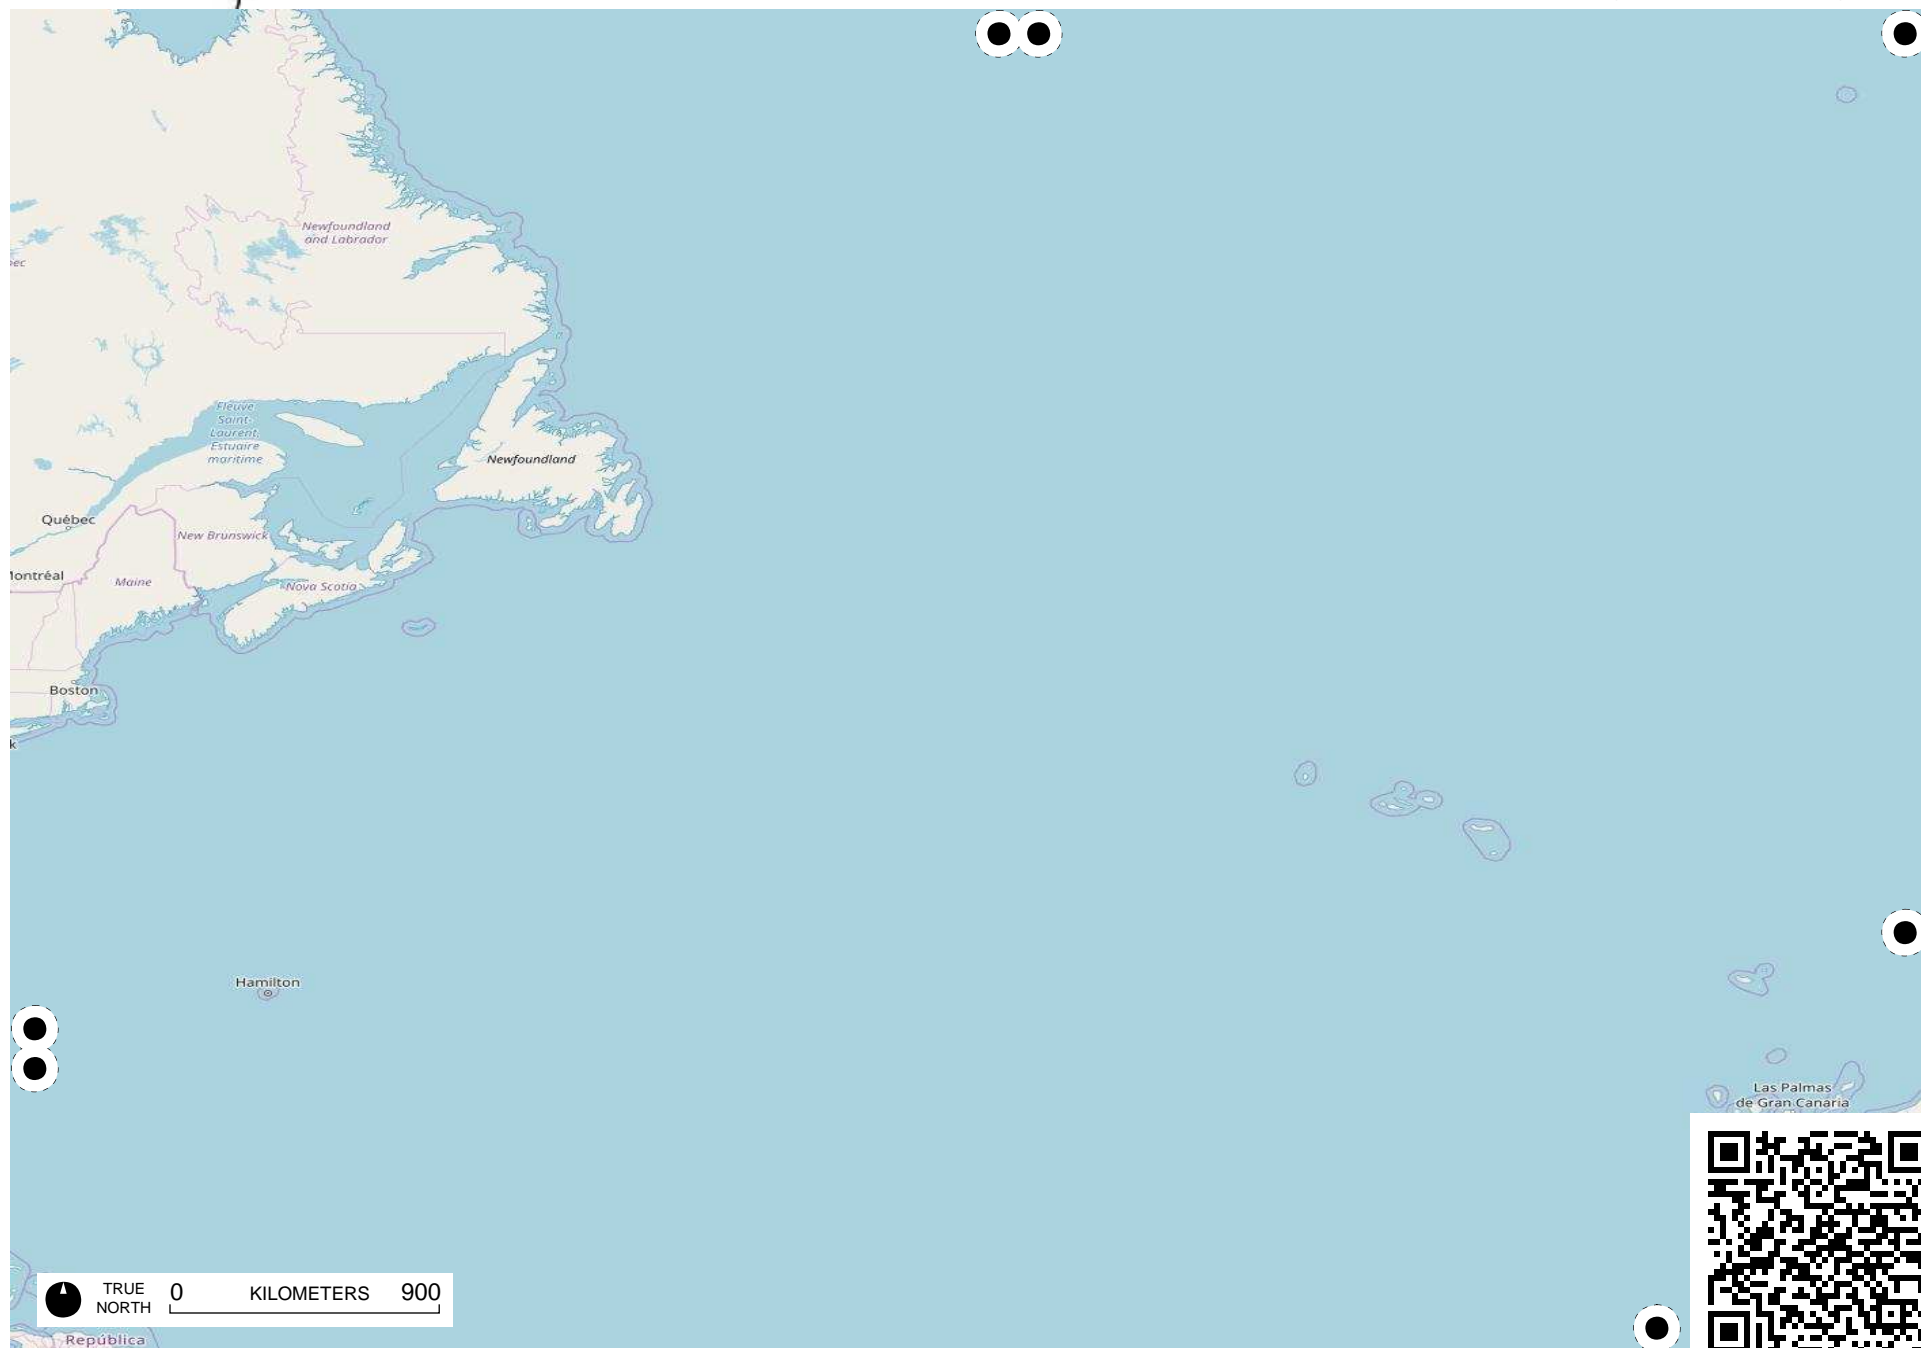 Newfoundland
and Labrador
Fleuve
Saint-
Laurent
Estuaire
maritime
Newfoundland
Québec
New Brunswick
Maine
Nova Scotia
Boston
Hamilton
Las Palmas
de Gran Canaria
TRUE
NORTH
0 KILOMETERS 900
República